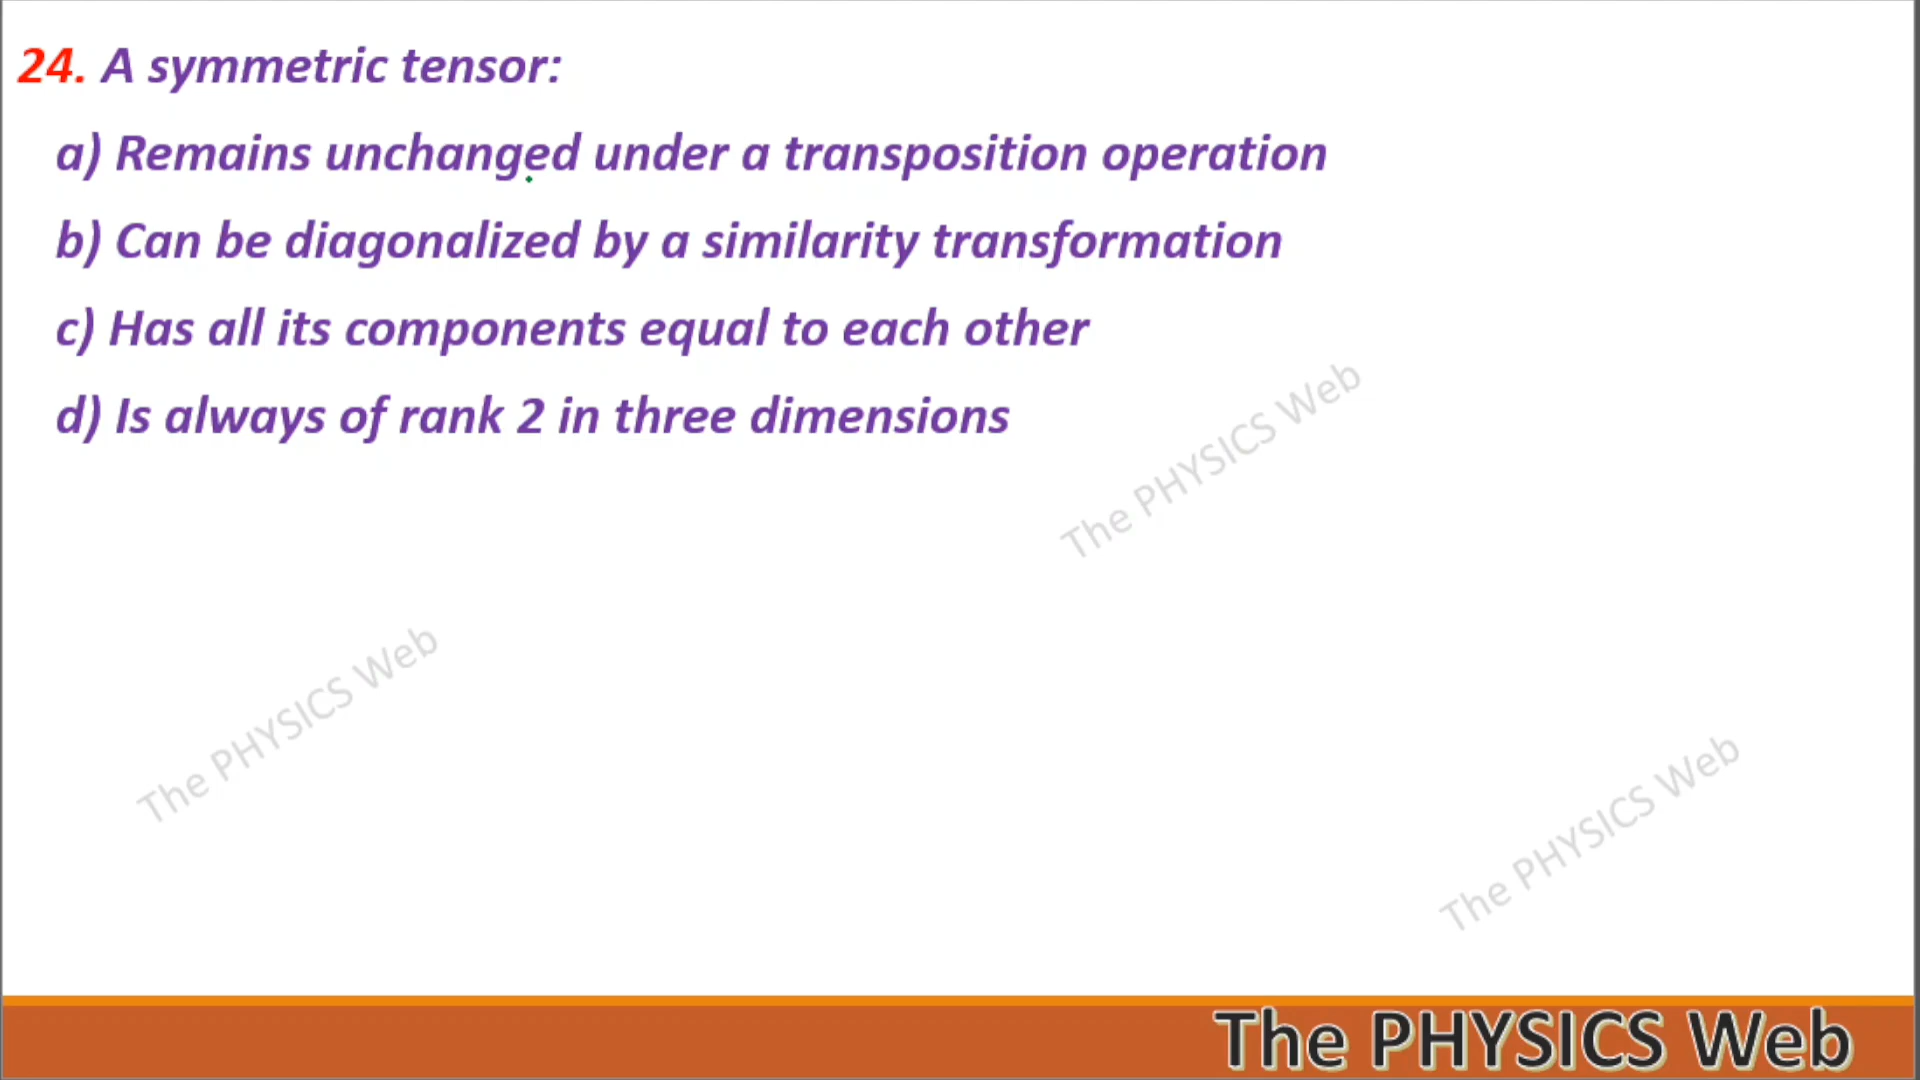 24. A symmetric tensor:
a) Remains unchanged under a transposition operation
b) Can be diagonalized by a similarity transformation
c) Has all its components equal to each other
d) Is always of rank 2 in three dimensions
The PHYSICS Web
The PHYSICS Web
The PHYSICS Web
The PHYSICS Web